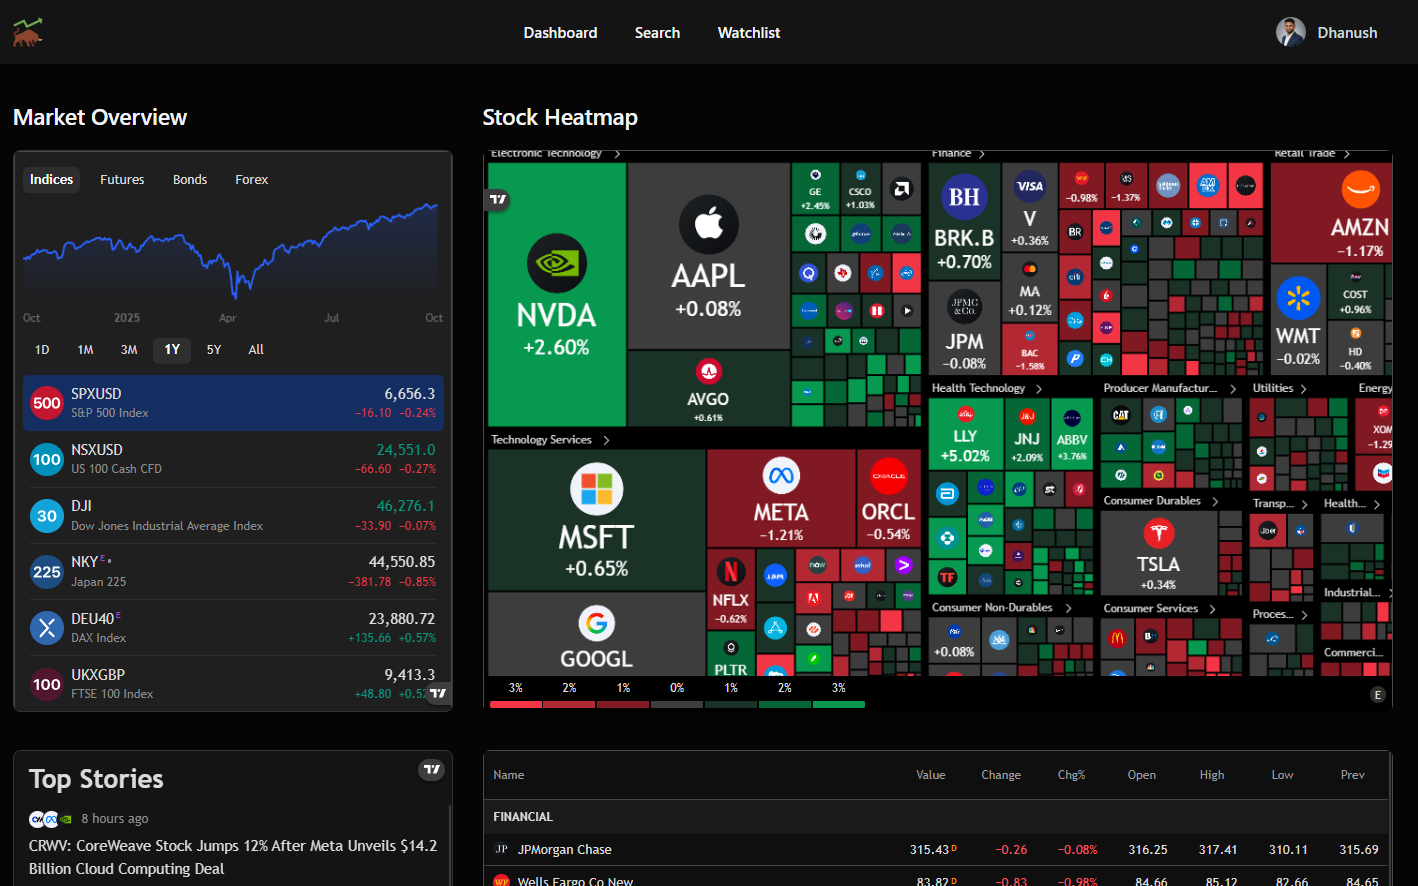 Dashboard
Search
Watchlist
Dhanush
Market Overview
Indices
Futures
Bonds
Forex
Oct
2025
Apr
Jul
Oct
1D
1M
3M
1Y
5Y
All
500
SPXUSD
6,656.3
S&P 500 Index
−16.10 −0.24%
100
NSXUSD
24,551.0
US 100 Cash CFD
−66.60 −0.27%
30
DJI
46,276.1
Dow Jones Industrial Average Index
−33.90 −0.07%
225
NKY E
44,550.85
Japan 225
−381.78 −0.85%
DEU40 E
23,880.72
DAX Index
+135.66 +0.57%
100
UKXGBP
9,413.3
FTSE 100 Index
+48.80
Stock Heatmap
Electronic Technology
NVDA
+2.60%
AAPL
+0.08%
AVGO
+0.61%
GE
+2.45%
CSCO
+1.03%
Technology Services
MSFT
+0.65%
GOOGL
META
−1.21%
ORACLE
ORCL
−0.54%
NFLX
−0.62%
PLTR
now
Finance
BH
BRK.B
+0.70%
JPMC
& Co.
JPM
−0.08%
VISA
V
+0.36%
MA
+0.12%
BAC
−1.58%
−0.98%
MS
−1.37%
BR
citi
Retail Trade
AMZN
−1.17%
WMT
−0.02%
COST
+0.96%
HD
−0.40%
Health Technology
LLY
+5.02%
J&J
JNJ
+2.09%
ABBV
+3.76%
TF
Producer Manufactur...
CAT
Utilities
Energy
XOM
−1.29
Consumer Durables
TSLA
+0.34%
Transp...
Health...
Industrial...
Consumer Non-Durables
+0.08%
Consumer Services
Proces...
Commerci...
3%
2%
1%
0%
1%
2%
3%
E
Top Stories
8 hours ago
CRWV: CoreWeave Stock Jumps 12% After Meta Unveils $14.2
Billion Cloud Computing Deal
Name
Value
Change
Chg%
Open
High
Low
Prev
FINANCIAL
JP
JPMorgan Chase
315.43 D
−0.26
−0.08%
316.25
317.41
310.11
315.69
Wells Fargo Co New
83.82 D
−0.83
−0.98%
84.66
85.12
82.66
84.65